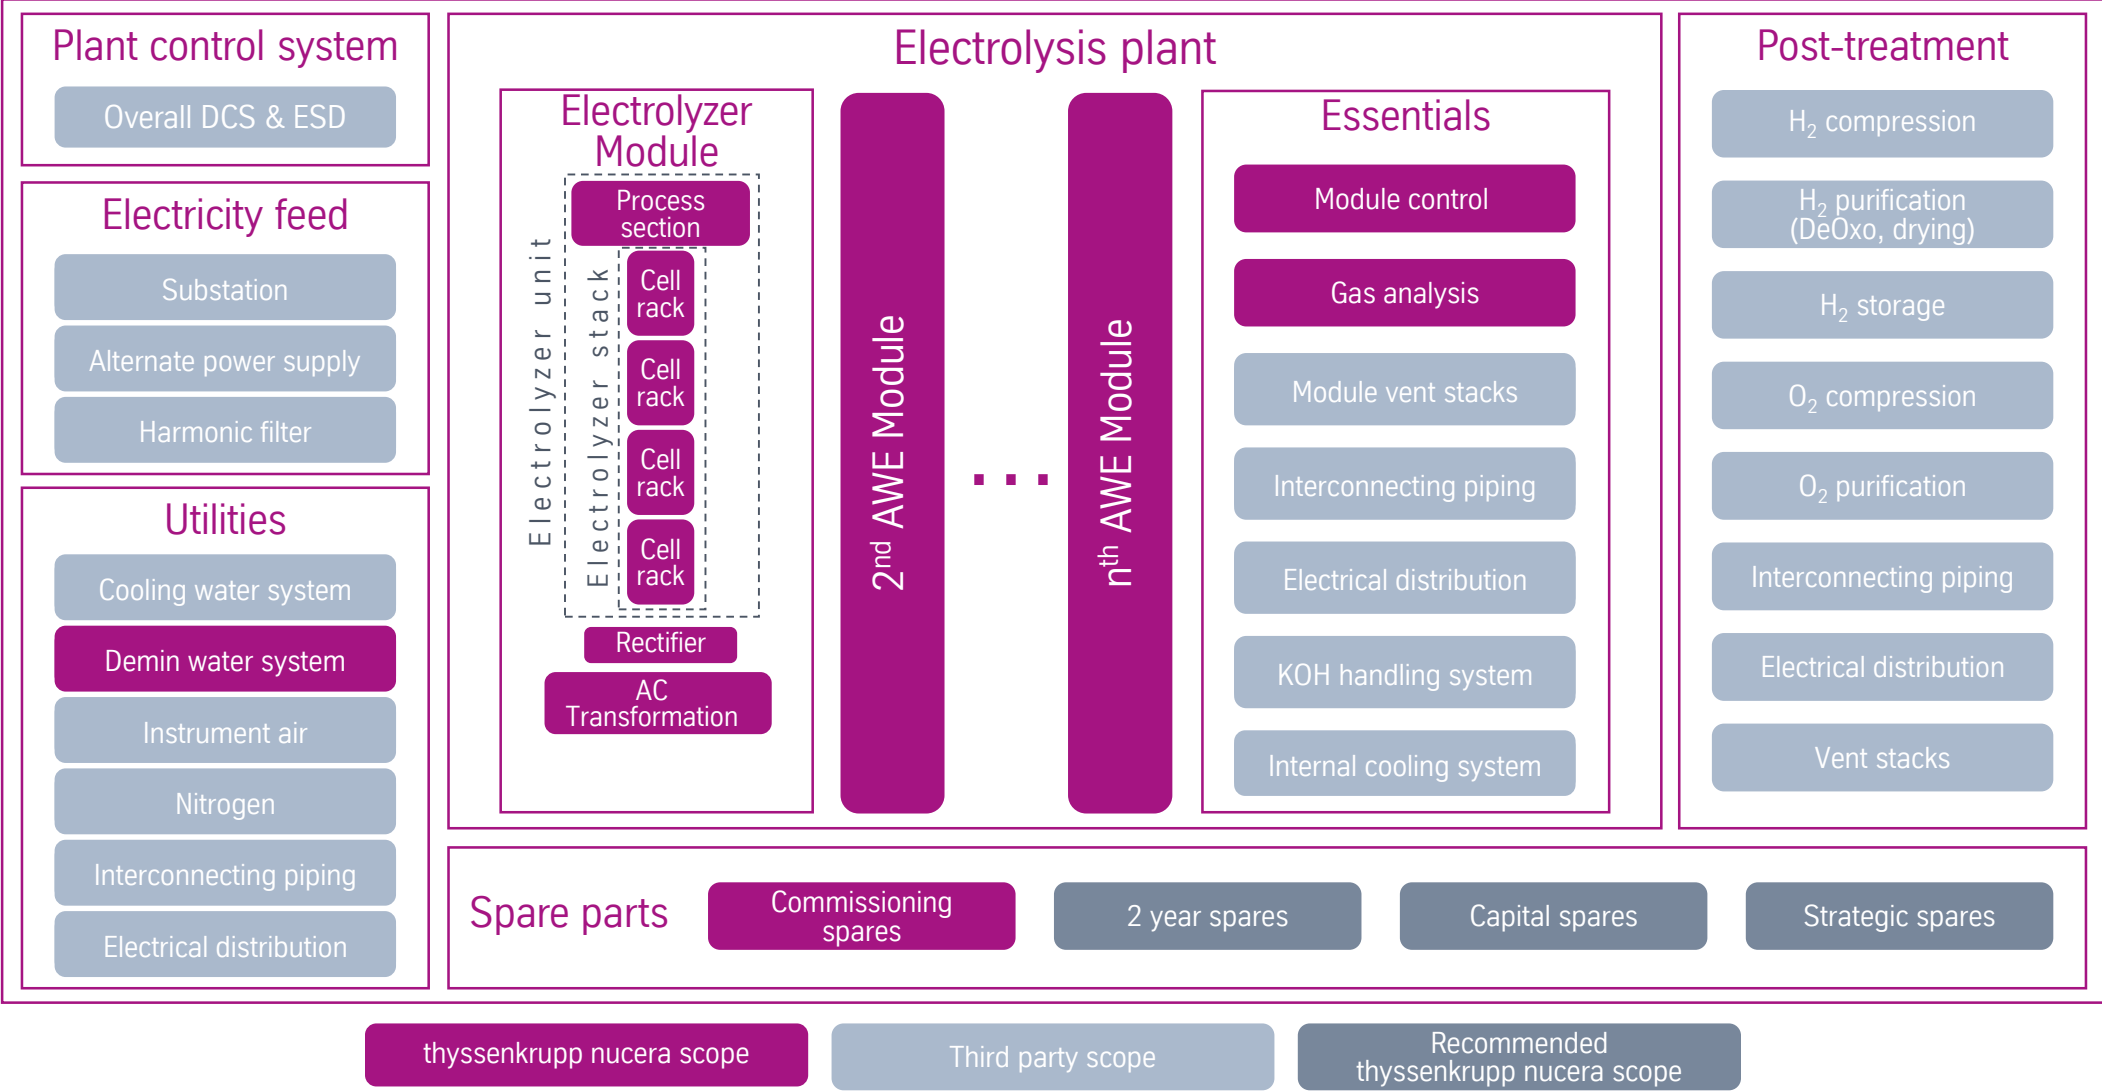 Plant control system
Overall DCS & ESD
Electricity feed
Substation
Alternate power supply
Harmonic filter
Utilities
Cooling water system
Demin water system
Instrument air
Nitrogen
Interconnecting piping
Electrical distribution
Electrolysis plant
Electrolyzer
Module
Electrolyzer unit
Electrolyzer stack
Process
section
Cell
rack
Cell
rack
Cell
rack
Cell
rack
Rectifier
AC
Transformation
2nd AWE Module
...
nth AWE Module
Essentials
Module control
Gas analysis
Module vent stacks
Interconnecting piping
Electrical distribution
KOH handling system
Internal cooling system
Post-treatment
H2 compression
H2 purification
(DeOxo, drying)
H2 storage
O2 compression
O2 purification
Interconnecting piping
Electrical distribution
Vent stacks
Spare parts
Commissioning
spares
2 year spares
Capital spares
Strategic spares
thyssenkrupp nucera scope
Third party scope
Recommended
thyssenkrupp nucera scope